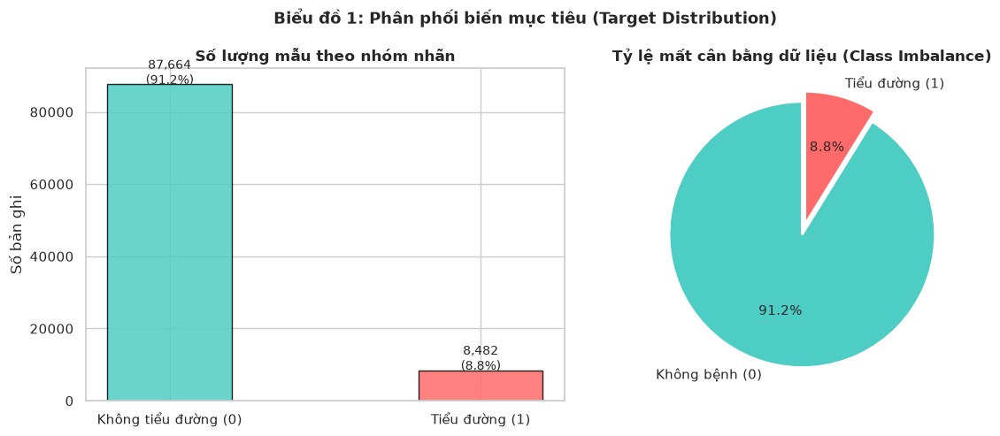 Biểu đồ 1: Phân phối biến mục tiêu (Target Distribution)
Số lượng mẫu theo nhóm nhãn
87,664
(91.2%)
8,482
(8.8%)
80000
60000
40000
20000
0
Số bản ghi
Không tiểu đường (0)
Tiểu đường (1)
Tỷ lệ mất cân bằng dữ liệu (Class Imbalance)
Tiểu đường (1)
8.8%
91.2%
Không bệnh (0)